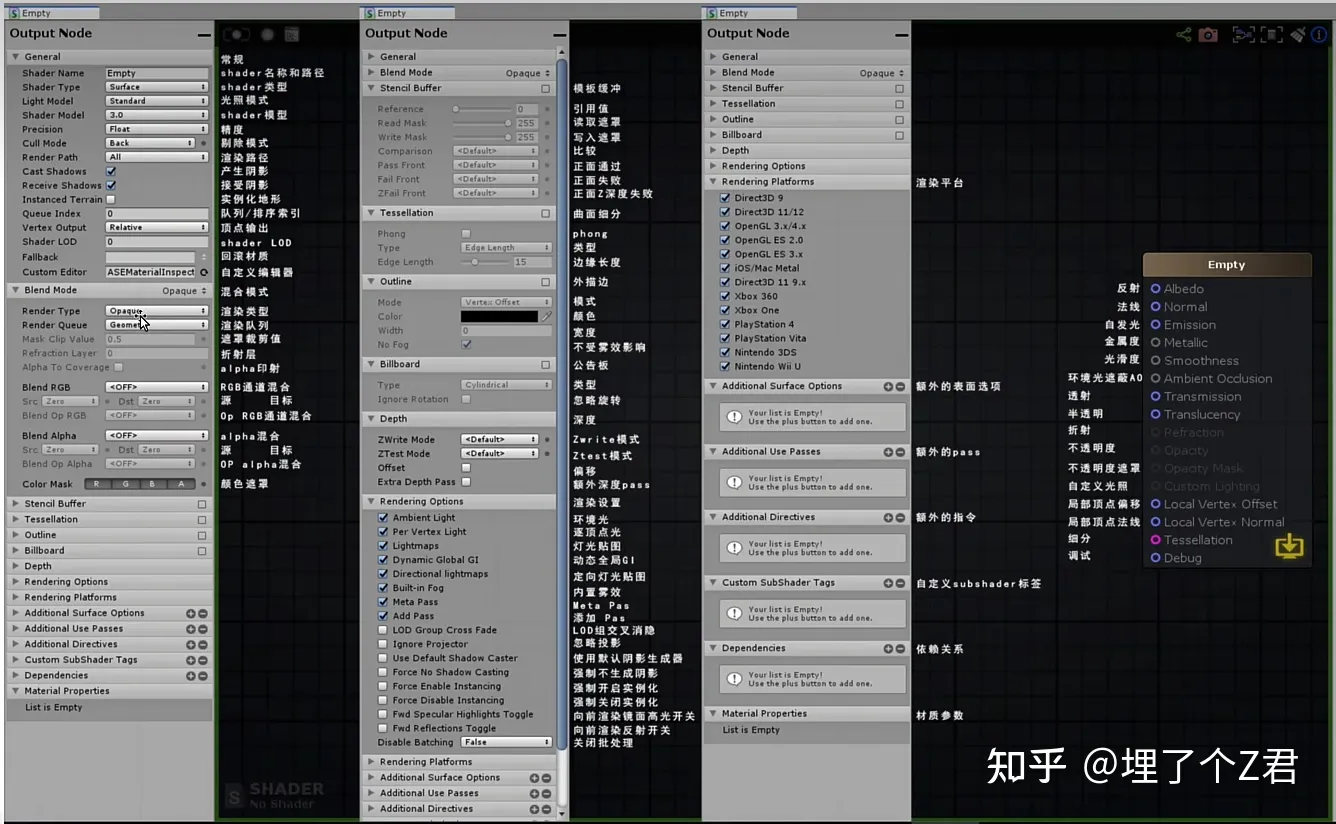 Empty
Output Node
General
常规
Shader Name Empty
shader名称和路径
Shader Type Surface
shader类型
Light Model Standard
光照模式
Shader Model 3.0
shader模型
Precision Float
精度
Cull Mode Back
剔除模式
Render Path All
渲染路径
Cast Shadows
产生阴影
Receive Shadows
接受阴影
Instanced Terrain
实例化地形
Queue Index 0
队列/排序索引
Vertex Output Relative
顶点输出
Shader LOD 0
shader LOD
Fallback
回滚材质
Custom Editor ASEMaterialInspect
自定义编辑器
Blend Mode Opaque
混合模式
Render Type Opaque
渲染类型
Render Queue Geomet
渲染队列
Mask Clip Value 0.5
遮罩裁剪值
Refraction Layer 0
折射层
Alpha To Coverage
alpha印射
Blend RGB <OFF>
RGB通道混合
Src Zero Dst Zero
源 目标
Blend Op RGB <OFF>
Op RGB通道混合
Blend Alpha <OFF>
alpha混合
Src Zero Dst Zero
源 目标
Blend Op Alpha <OFF>
OP alpha混合
Color Mask R G B A
颜色遮罩
Stencil Buffer
Tessellation
Outline
Billboard
Depth
Rendering Options
Rendering Platforms
Additional Surface Options
Additional Use Passes
Additional Directives
Custom SubShader Tags
Dependencies
Material Properties
List is Empty
SHADER
No Shader
Empty
Output Node
General
Blend Mode Opaque
Stencil Buffer
模板缓冲
Reference 0
引用值
Read Mask 255
读取遮罩
Write Mask 255
写入遮罩
Comparison <Default>
比较
Pass Front <Default>
正面通过
Fail Front <Default>
正面失败
ZFail Front <Default>
正面Z深度失败
Tessellation
曲面细分
Phong
phong
Type Edge Length
类型
Edge Length 15
边缘长度
Outline
外描边
Mode Vertex Offset
模式
Color
颜色
Width 0
宽度
No Fog
不受雾效影响
Billboard
公告板
Type Cylindrical
类型
Ignore Rotation
忽略旋转
Depth
深度
ZWrite Mode <Default>
Zwrite模式
ZTest Mode <Default>
Ztest模式
Offset
偏移
Extra Depth Pass
额外深度pass
Rendering Options
渲染设置
Ambient Light
环境光
Per Vertex Light
逐顶点光
Lightmaps
灯光贴图
Dynamic Global GI
动态全局GI
Directional lightmaps
定向灯光贴图
Built-in Fog
内置雾效
Meta Pass
Meta Pas
Add Pass
添加 Pas
LOD Group Cross Fade
LOD组交叉消隐
Ignore Projector
忽略投影
Use Default Shadow Caster
使用默认阴影生成器
Force No Shadow Casting
强制不生成阴影
Force Enable Instancing
强制开启实例化
Force Disable Instancing
强制关闭实例化
Fwd Specular Highlights Toggle
向前渲染镜面高光开关
Fwd Reflections Toggle
向前渲染反射开关
Disable Batching False
关闭批处理
Rendering Platforms
Additional Surface Options
Additional Use Passes
Additional Directives
Empty
Output Node
General
Blend Mode Opaque
Stencil Buffer
Tessellation
Outline
Billboard
Depth
Rendering Options
Rendering Platforms
渲染平台
Direct3D 9
Direct3D 11/12
OpenGL 3.x/4.x
OpenGL ES 2.0
OpenGL ES 3.x
iOS/Mac Metal
Direct3D 11 9.x
Xbox 360
Xbox One
PlayStation 4
PlayStation Vita
Nintendo 3DS
Nintendo Wii U
Additional Surface Options
额外的表面选项
Your list is Empty!
Use the plus button to add one.
Additional Use Passes
额外的pass
Your list is Empty!
Use the plus button to add one.
Additional Directives
额外的指令
Your list is Empty!
Use the plus button to add one.
Custom SubShader Tags
自定义subshader标签
Your list is Empty!
Use the plus button to add one.
Dependencies
依赖关系
Your list is Empty!
Use the plus button to add one.
Material Properties
材质参数
List is Empty
Empty
反射 Albedo
法线 Normal
自发光 Emission
金属度 Metallic
光滑度 Smoothness
环境光遮蔽AO Ambient Occlusion
透射 Transmission
半透明 Translucency
折射 Refraction
不透明度 Opacity
不透明度遮罩 Opacity Mask
自定义光照 Custom Lighting
局部顶点偏移 Local Vertex Offset
局部顶点法线 Local Vertex Normal
细分 Tessellation
调试 Debug
知乎 @埋了个Z君